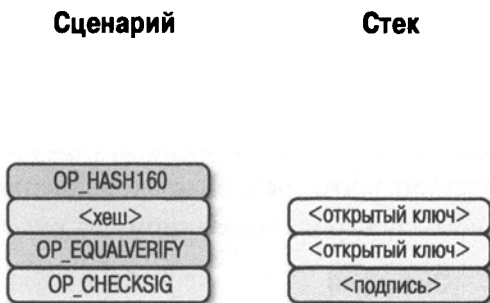 Сценарий Стек
OP_HASH160
<хеш> <открытый ключ>
OP_EQUALVERIFY <открытый ключ>
OP_CHECKSIG <подпись>